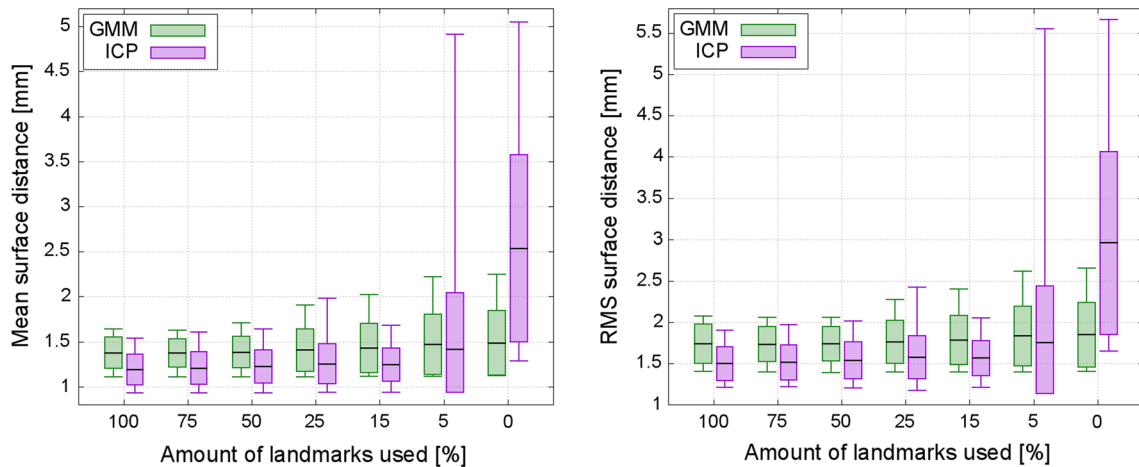 GMM
ICP
Mean surface distance [mm]
5
4.5
4
3.5
3
2.5
2
1.5
1
100 75 50 25 15 5 0
Amount of landmarks used [%]
GMM
ICP
RMS surface distance [mm]
5.5
5
4.5
4
3.5
3
2.5
2
1.5
1
100 75 50 25 15 5 0
Amount of landmarks used [%]